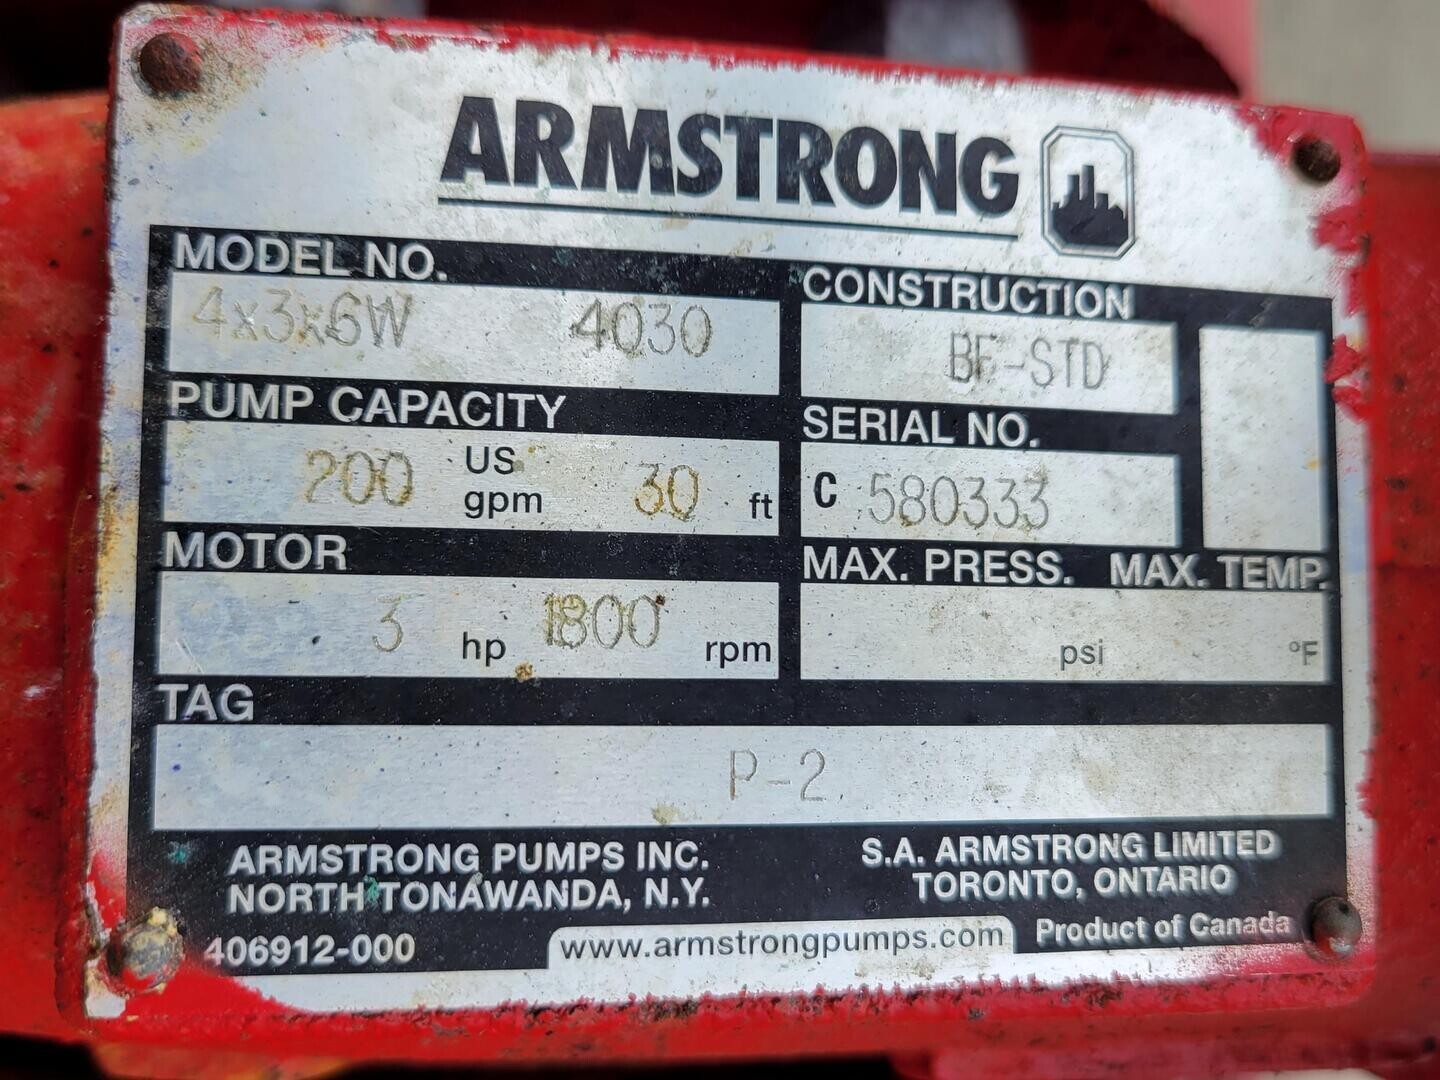 ARMSTRONG
MODEL NO.
4x3x6W 4030
CONSTRUCTION
BF-STD
PUMP CAPACITY
200 US gpm 30 ft
SERIAL NO.
C 580333
MOTOR
3 hp 1800 rpm
MAX. PRESS. MAX. TEMP.
psi °F
TAG
P-2
ARMSTRONG PUMPS INC.
NORTH TONAWANDA, N.Y.
S.A. ARMSTRONG LIMITED
TORONTO, ONTARIO
406912-000
www.armstrongpumps.com
Product of Canada